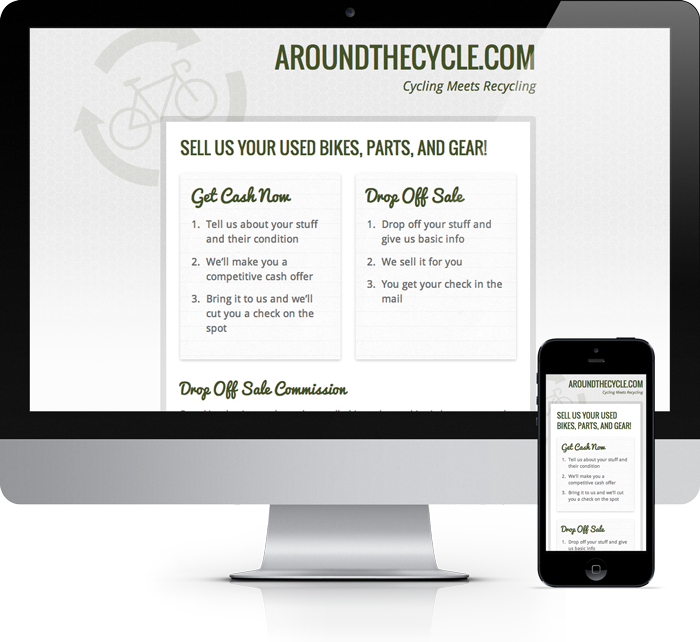 AROUNDTHECYCLE.COM
Cycling Meets Recycling
SELL US YOUR USED BIKES, PARTS, AND GEAR!
Get Cash Now
1. Tell us about your stuff
and their condition
2. We'll make you a
competitive cash offer
3. Bring it to us and we'll
cut you a check on the
spot
Drop Off Sale
1. Drop off your stuff and
give us basic info
2. We sell it for you
3. You get your check in the
mail
Drop Off Sale Commission
AROUNDTHECYCLE.COM
Cycling Meets Recycling
SELL US YOUR USED
BIKES, PARTS, AND GEAR!
Get Cash Now
1. Tell us about your stuff and
their condition
2. We'll make you a
competitive cash offer
3. Bring it to us and we'll cut
you a check on the spot
Drop Off Sale
1. Drop off your stuff and give
us basic info